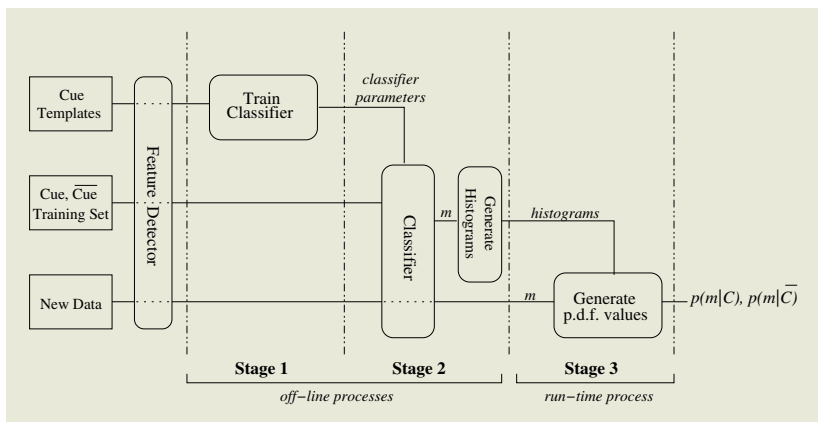 Cue
Templates
Cue, C̅u̅e̅
Training Set
New Data
Feature Detector
Train
Classifier
classifier
parameters
Classifier
m
Generate
Histograms
histograms
m
Generate
p.d.f. values
p(m|C), p(m|C̅)
Stage 1
Stage 2
Stage 3
off−line processes
run−time process